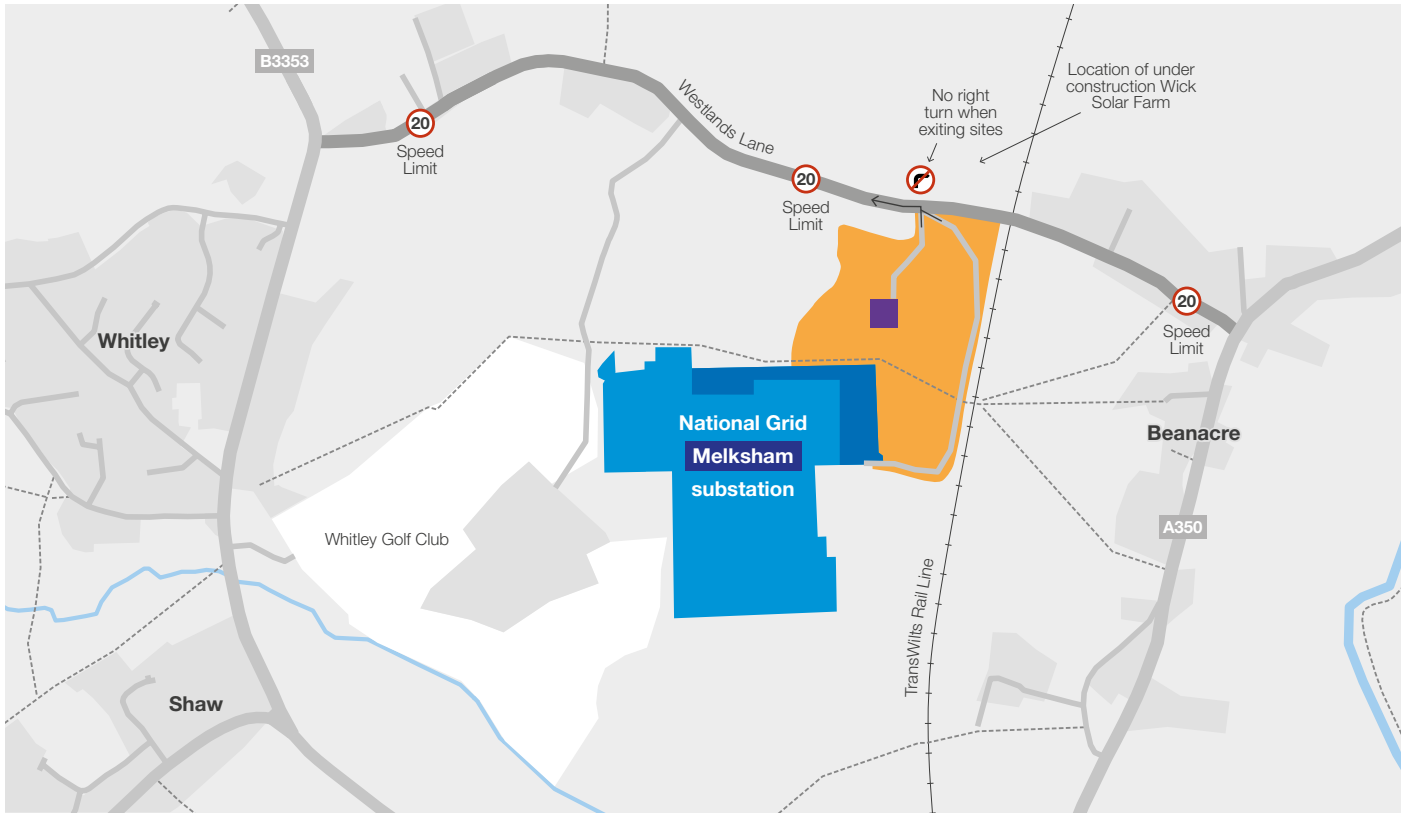 B3353
20
Speed
Limit
Westlands Lane
20
Speed
Limit
No right
turn when
exiting sites
Location of under
construction Wick
Solar Farm
20
Speed
Limit
Whitley
National Grid
Melksham
substation
Beanacre
A350
Whitley Golf Club
TransWilts Rail Line
Shaw